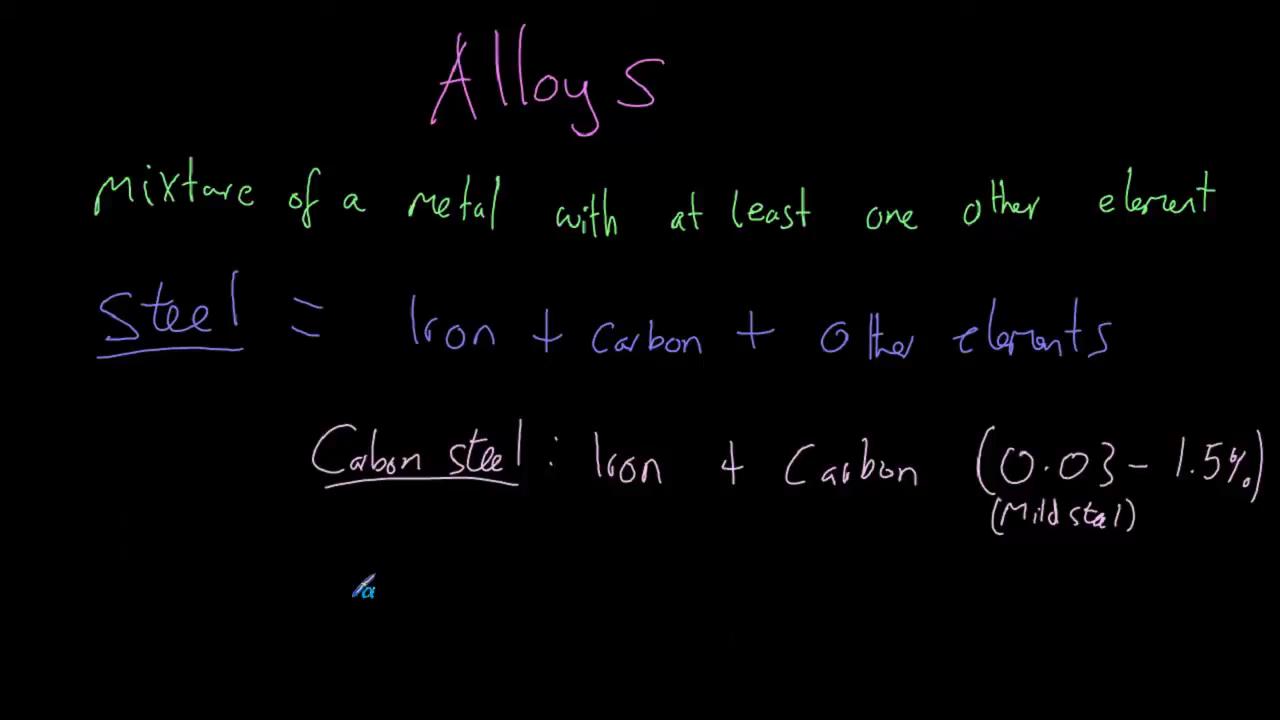 Alloys
mixture of a metal with at least one other element
Steel = Iron + Carbon + Other elements
Carbon steel : Iron + Carbon (0.03 - 1.5%)
(Mild steel)